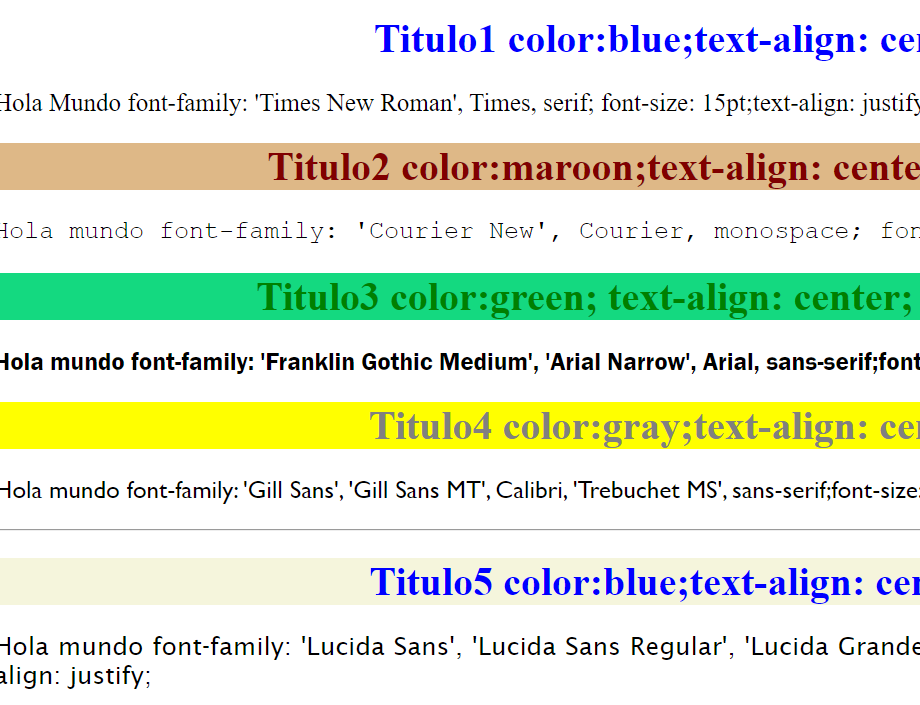 Titulo1 color:blue;text-align: cen
Hola Mundo font-family: 'Times New Roman', Times, serif; font-size: 15pt;text-align: justify
Titulo2 color:maroon;text-align: cente
Hola mundo font-family: 'Courier New', Courier, monospace; fon
Titulo3 color:green; text-align: center;
Hola mundo font-family: 'Franklin Gothic Medium', 'Arial Narrow', Arial, sans-serif;font
Titulo4 color:gray;text-align: cen
Hola mundo font-family: 'Gill Sans', 'Gill Sans MT', Calibri, 'Trebuchet MS', sans-serif;font-size:
Titulo5 color:blue;text-align: cen
Hola mundo font-family: 'Lucida Sans', 'Lucida Sans Regular', 'Lucida Grande
align: justify;